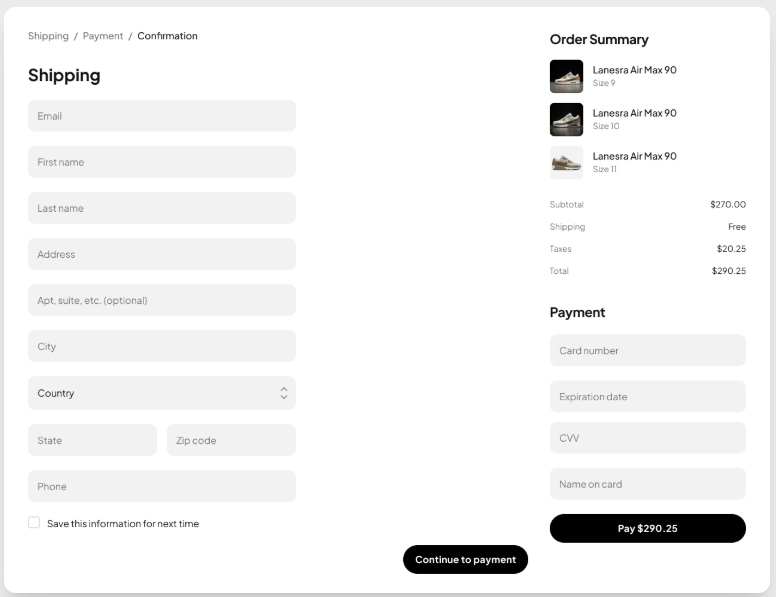 Shipping / Payment / Confirmation
Shipping
Email
First name
Last name
Address
Apt, suite, etc. (optional)
City
Country
State
Zip code
Phone
Save this information for next time
Continue to payment
Order Summary
Lanesra Air Max 90
Size 9
Lanesra Air Max 90
Size 10
Lanesra Air Max 90
Size 11
Subtotal $270.00
Shipping Free
Taxes $20.25
Total $290.25
Payment
Card number
Expiration date
CVV
Name on card
Pay $290.25